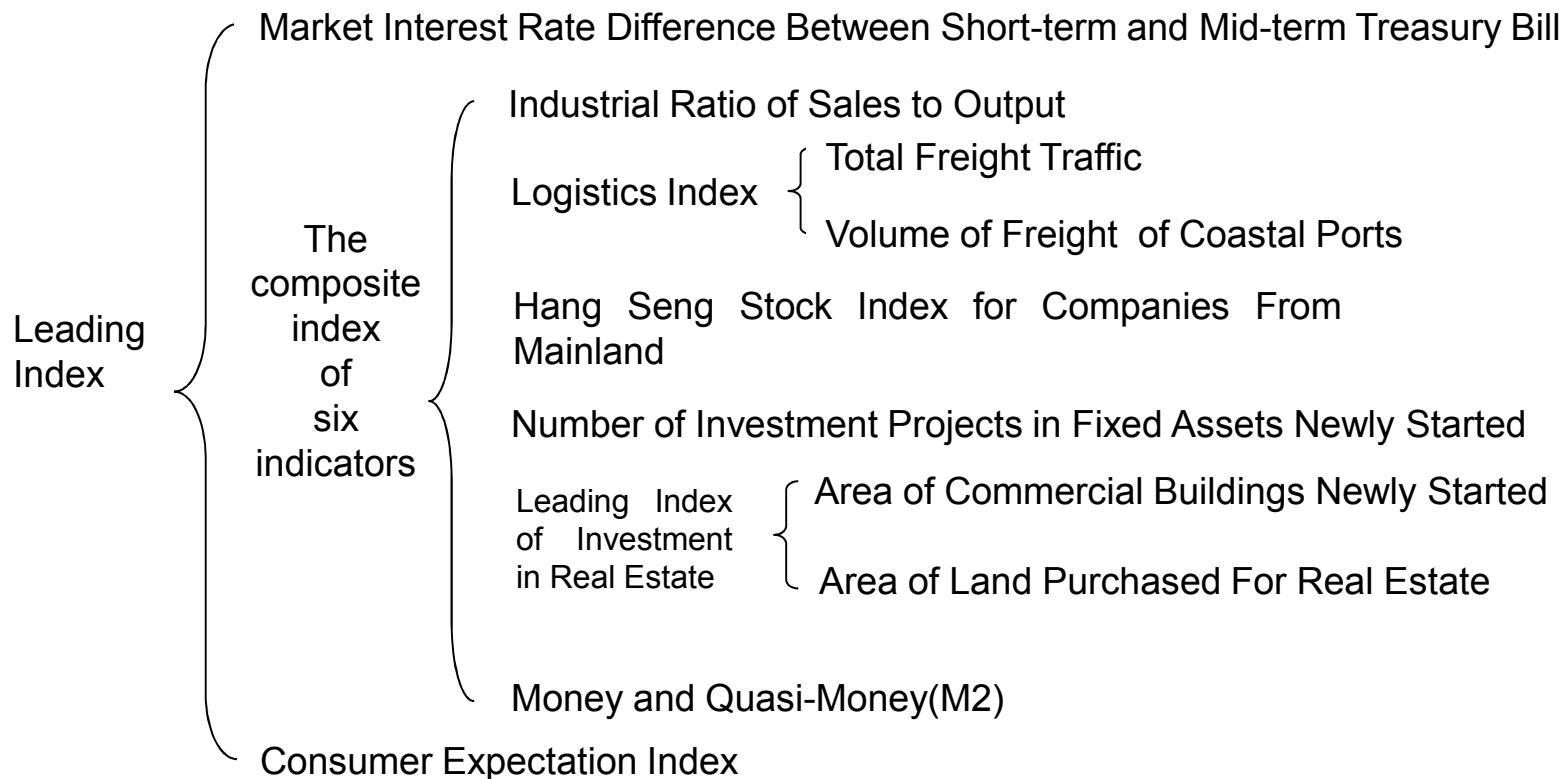 Market Interest Rate Difference Between Short-term and Mid-term Treasury Bill
Industrial Ratio of Sales to Output
Total Freight Traffic
Logistics Index
Volume of Freight of Coastal Ports
The
composite
index
of
six
indicators
Leading
Index
Hang Seng Stock Index for Companies From
Mainland
Number of Investment Projects in Fixed Assets Newly Started
Area of Commercial Buildings Newly Started
Leading Index
of Investment
in Real Estate
Area of Land Purchased For Real Estate
Money and Quasi-Money(M2)
Consumer Expectation Index